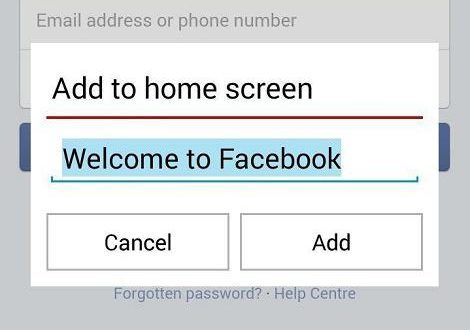 Email address or phone number
Add to home screen
Welcome to Facebook
Cancel
Add
Forgotten password? · Help Centre